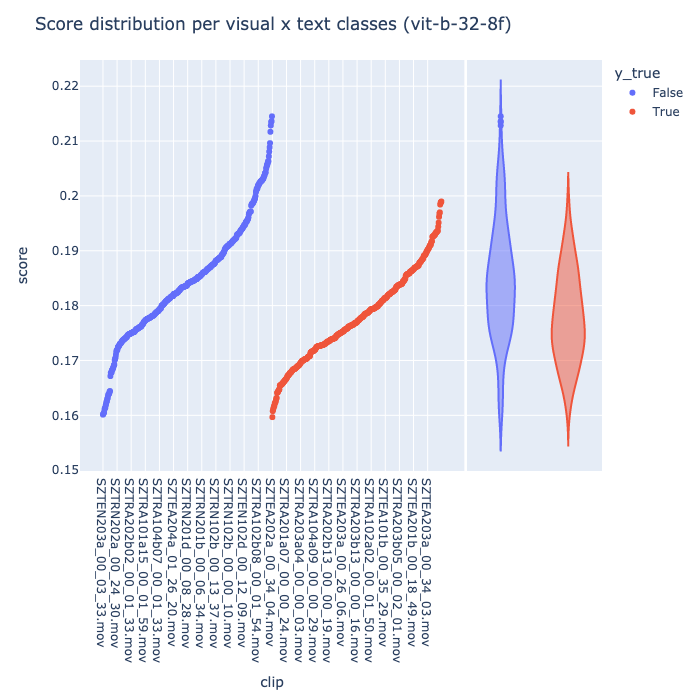 Score distribution per visual x text classes (vit-b-32-8f)
y_true
False
True
score
0.22
0.21
0.2
0.19
0.18
0.17
0.16
0.15
SZTEN203a_00_03_33.mov
SZTRN202a_00_24_30.mov
SZTRA202b02_00_01_33.mov
SZTRA101a15_00_01_59.mov
SZTRA104b07_00_01_33.mov
SZTEA204a_01_26_20.mov
SZTRN201d_00_08_28.mov
SZTRN201b_00_06_34.mov
SZTEN102b_00_13_37.mov
SZTRN102b_00_00_10.mov
SZTEN102d_00_12_09.mov
SZTRA102b08_00_01_54.mov
SZTEA202a_00_34_04.mov
SZTRA201a07_00_00_24.mov
SZTRA203a04_00_00_03.mov
SZTRA104a09_00_00_29.mov
SZTRA202b13_00_00_19.mov
SZTEA203a_00_26_06.mov
SZTRA203b13_00_00_16.mov
SZTRA102a02_00_01_50.mov
SZTEA101b_00_35_29.mov
SZTRA203b05_00_02_01.mov
SZTEA201b_00_18_49.mov
SZTEA203a_00_34_03.mov
clip